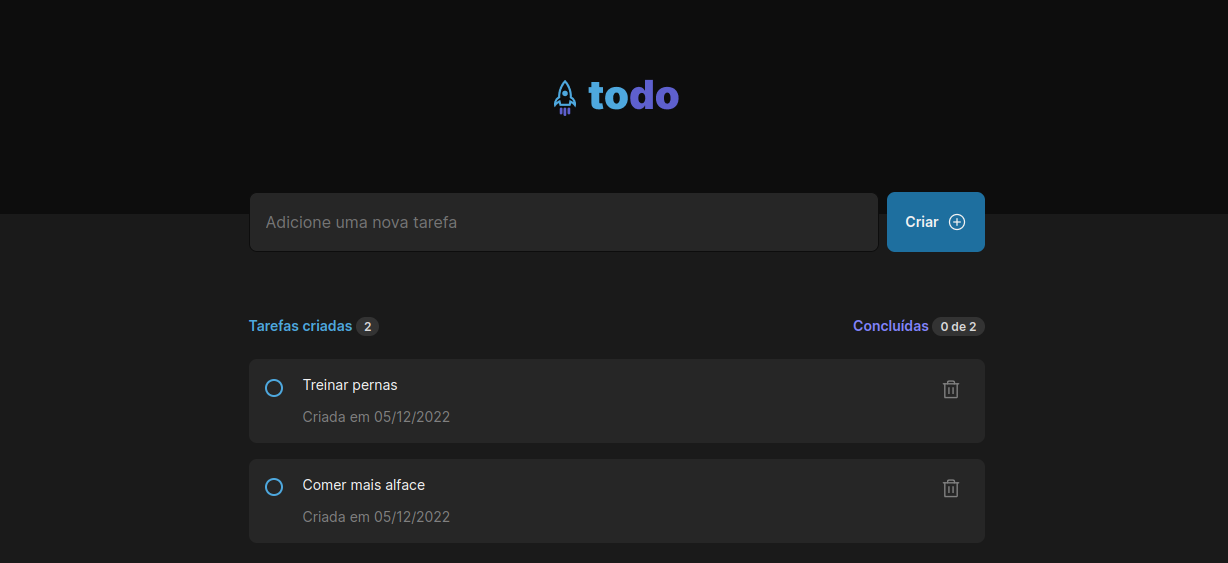 todo
Adicione uma nova tarefa
Criar
Tarefas criadas 2
Concluídas 0 de 2
Treinar pernas
Criada em 05/12/2022
Comer mais alface
Criada em 05/12/2022